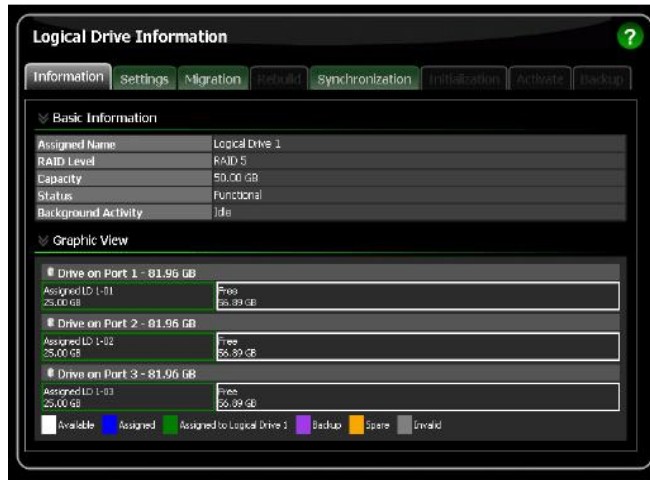 Logical Drive Information
?
Information Settings Migration Rebuild Synchronization Initialization Activate Backup
Basic Information
Assigned Name Logical Drive 1
RAID Level RAID 5
Capacity 50.00 GB
Status Functional
Background Activity Idle
Graphic View
Drive on Port 1 - 81.96 GB
Assigned LD 1-01 Free
25.00 GB 56.89 GB
Drive on Port 2 - 81.96 GB
Assigned LD 1-02 Free
25.00 GB 56.89 GB
Drive on Port 3 - 81.96 GB
Assigned LD 1-03 Free
25.00 GB 56.89 GB
Available Assigned Assigned to Logical Drive 1 Backup Spare Invalid